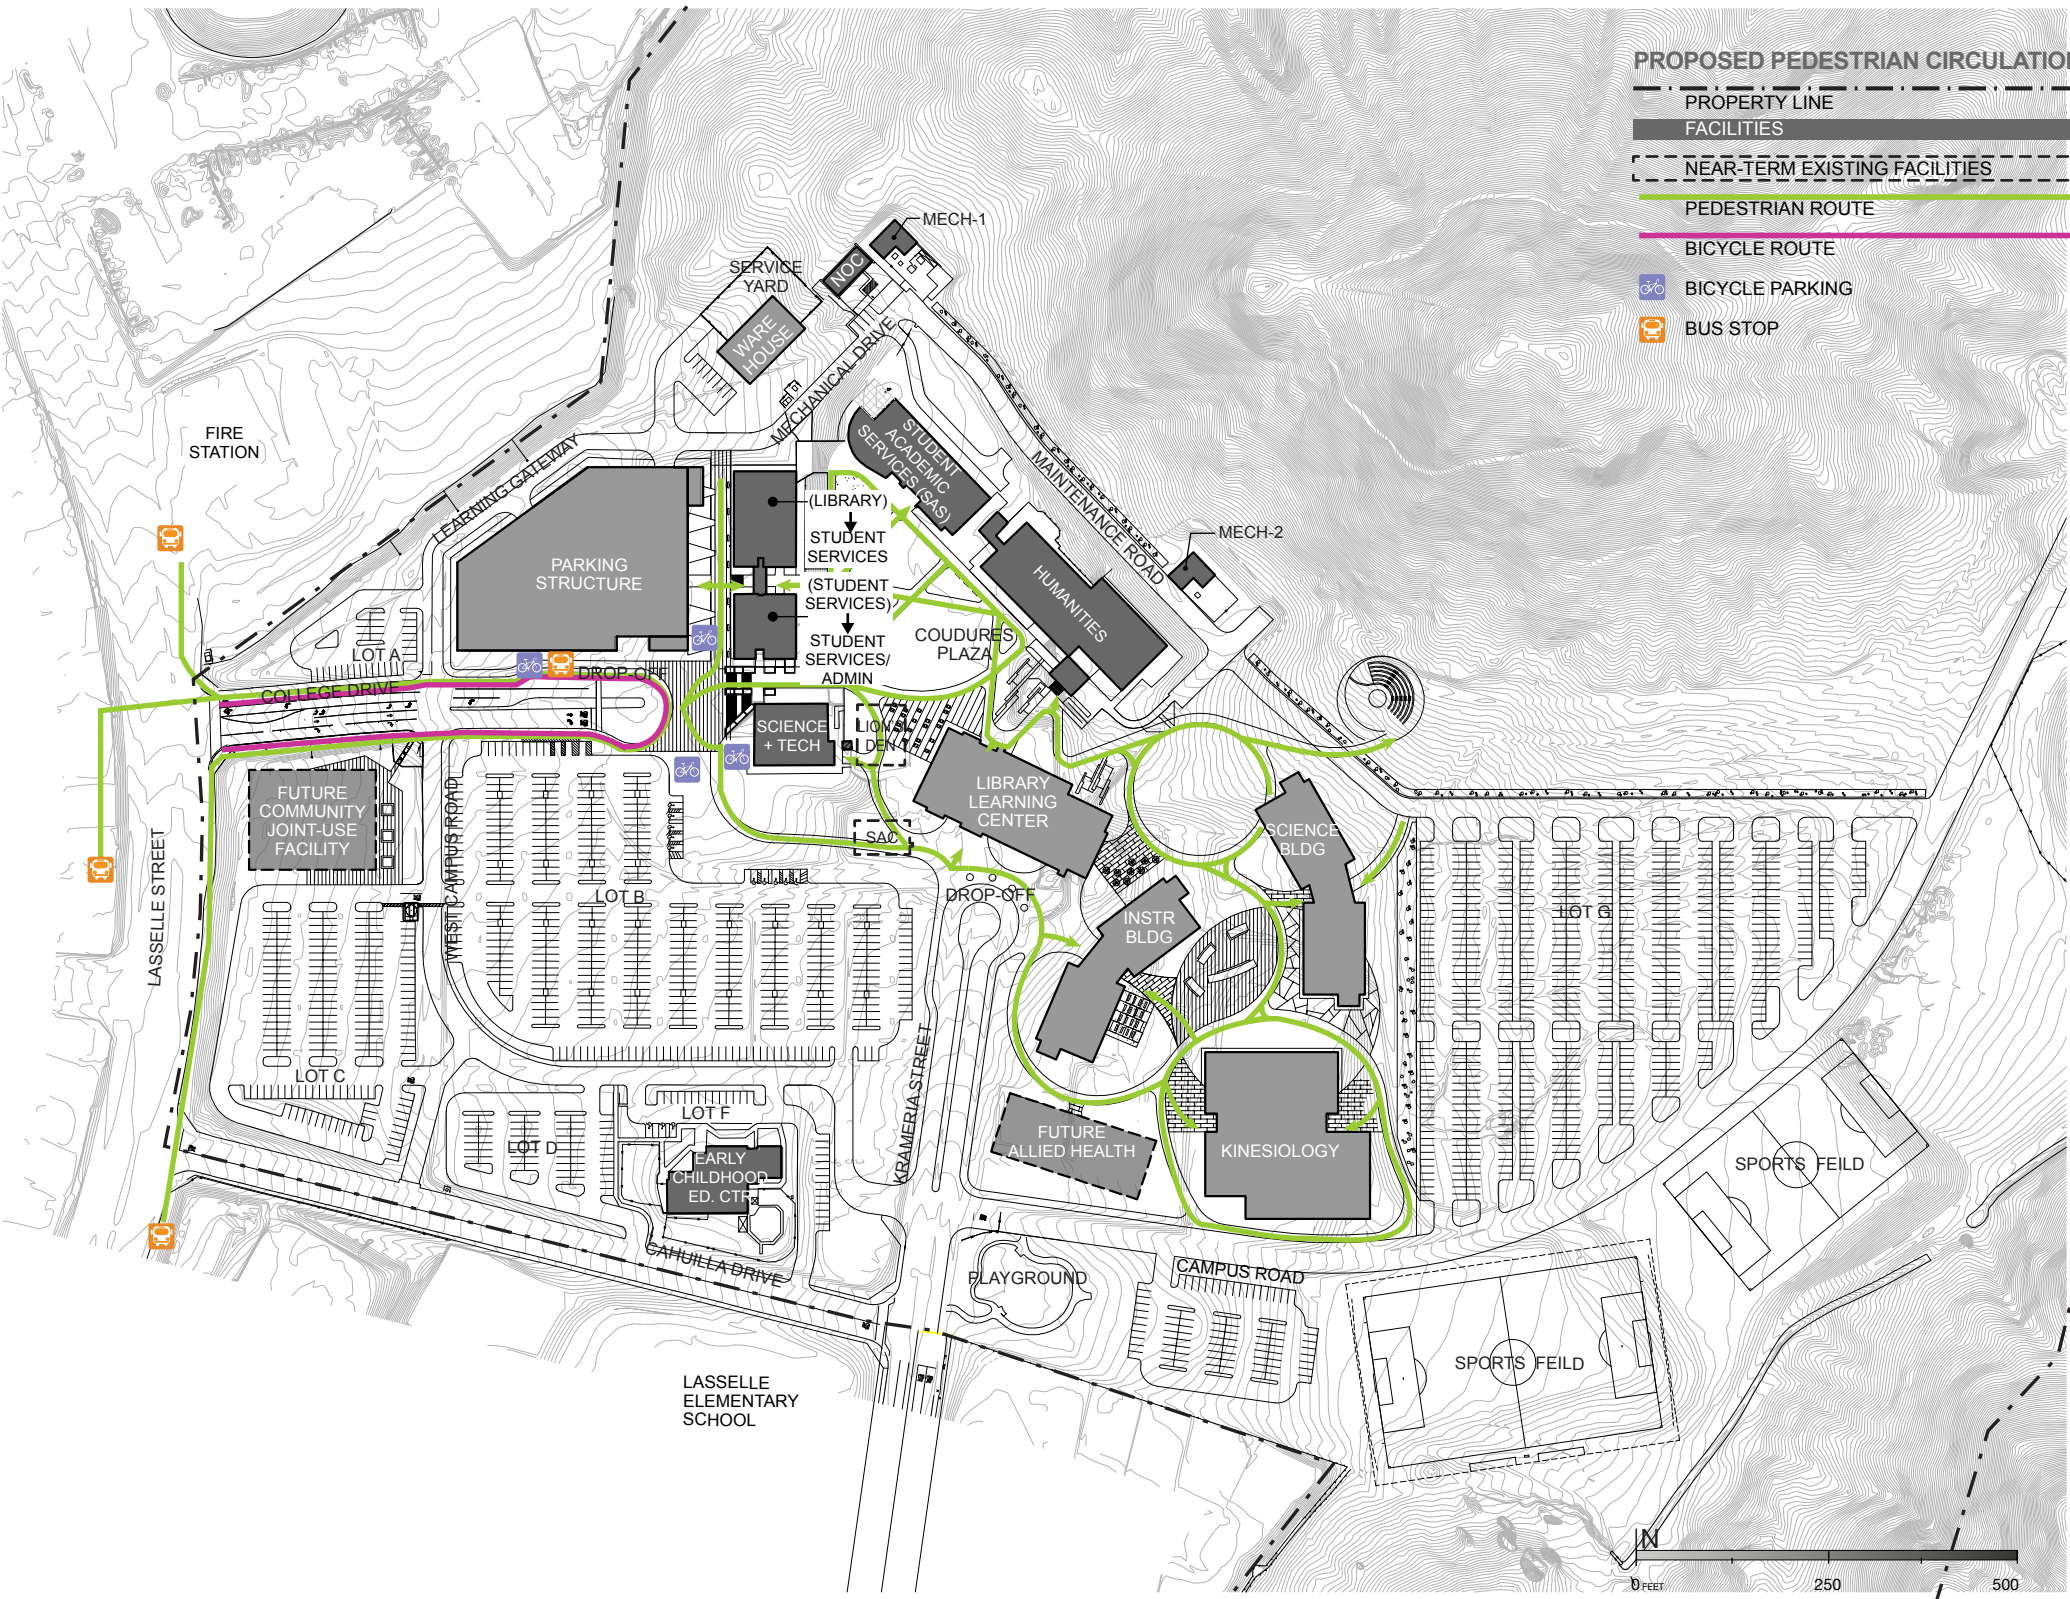 PROPOSED PEDESTRIAN CIRCULATION
PROPERTY LINE
FACILITIES
NEAR-TERM EXISTING FACILITIES
PEDESTRIAN ROUTE
BICYCLE ROUTE
BICYCLE PARKING
BUS STOP
MECH-1
NOC
SERVICE
YARD
WARE
HOUSE
MECHANICAL DRIVE
STUDENT
ACADEMIC
SERVICES (SAS)
MAINTENANCE ROAD
MECH-2
HUMANITIES
FIRE
STATION
LEARNING GATEWAY
PARKING
STRUCTURE
(LIBRARY)
STUDENT
SERVICES
(STUDENT
SERVICES)
STUDENT
SERVICES/
ADMIN
COUDURES
PLAZA
LOT A
COLLEGE DRIVE
DROP-OFF
SCIENCE
+ TECH
LION'S
DEN
LIBRARY
LEARNING
CENTER
SCIENCE
BLDG
FUTURE
COMMUNITY
JOINT-USE
FACILITY
WEST CAMPUS ROAD
LASSELLE STREET
SAC
LOT B
DROP-OFF
INSTR
BLDG
LOT G
LOT C
LOT F
LOT D
EARLY
CHILDHOOD
ED. CTR
KRAMERIA STREET
FUTURE
ALLIED HEALTH
KINESIOLOGY
SPORTS FEILD
CAHUILLA DRIVE
PLAYGROUND
CAMPUS ROAD
SPORTS FEILD
LASSELLE
ELEMENTARY
SCHOOL
N
0 FEET
250
500